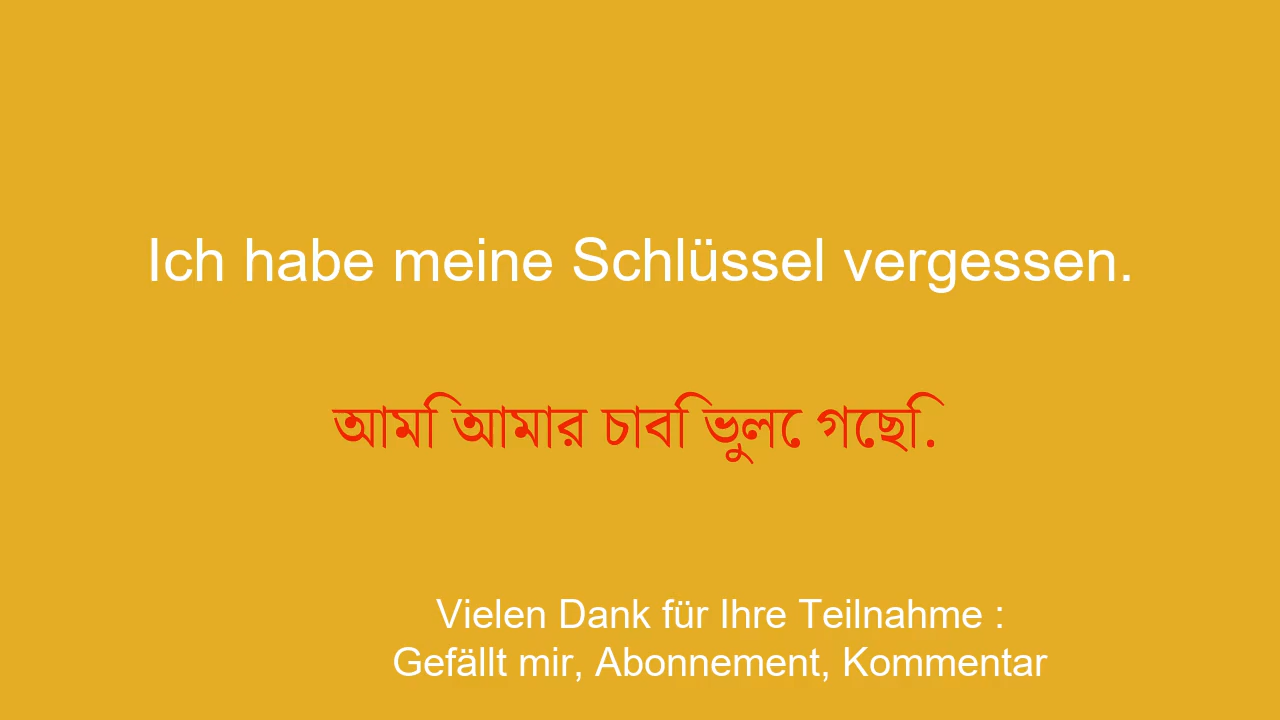 Ich habe meine Schlüssel vergessen.
আমি আমার চাবি ভুলে গেছি.
Vielen Dank für Ihre Teilnahme :
Gefällt mir, Abonnement, Kommentar